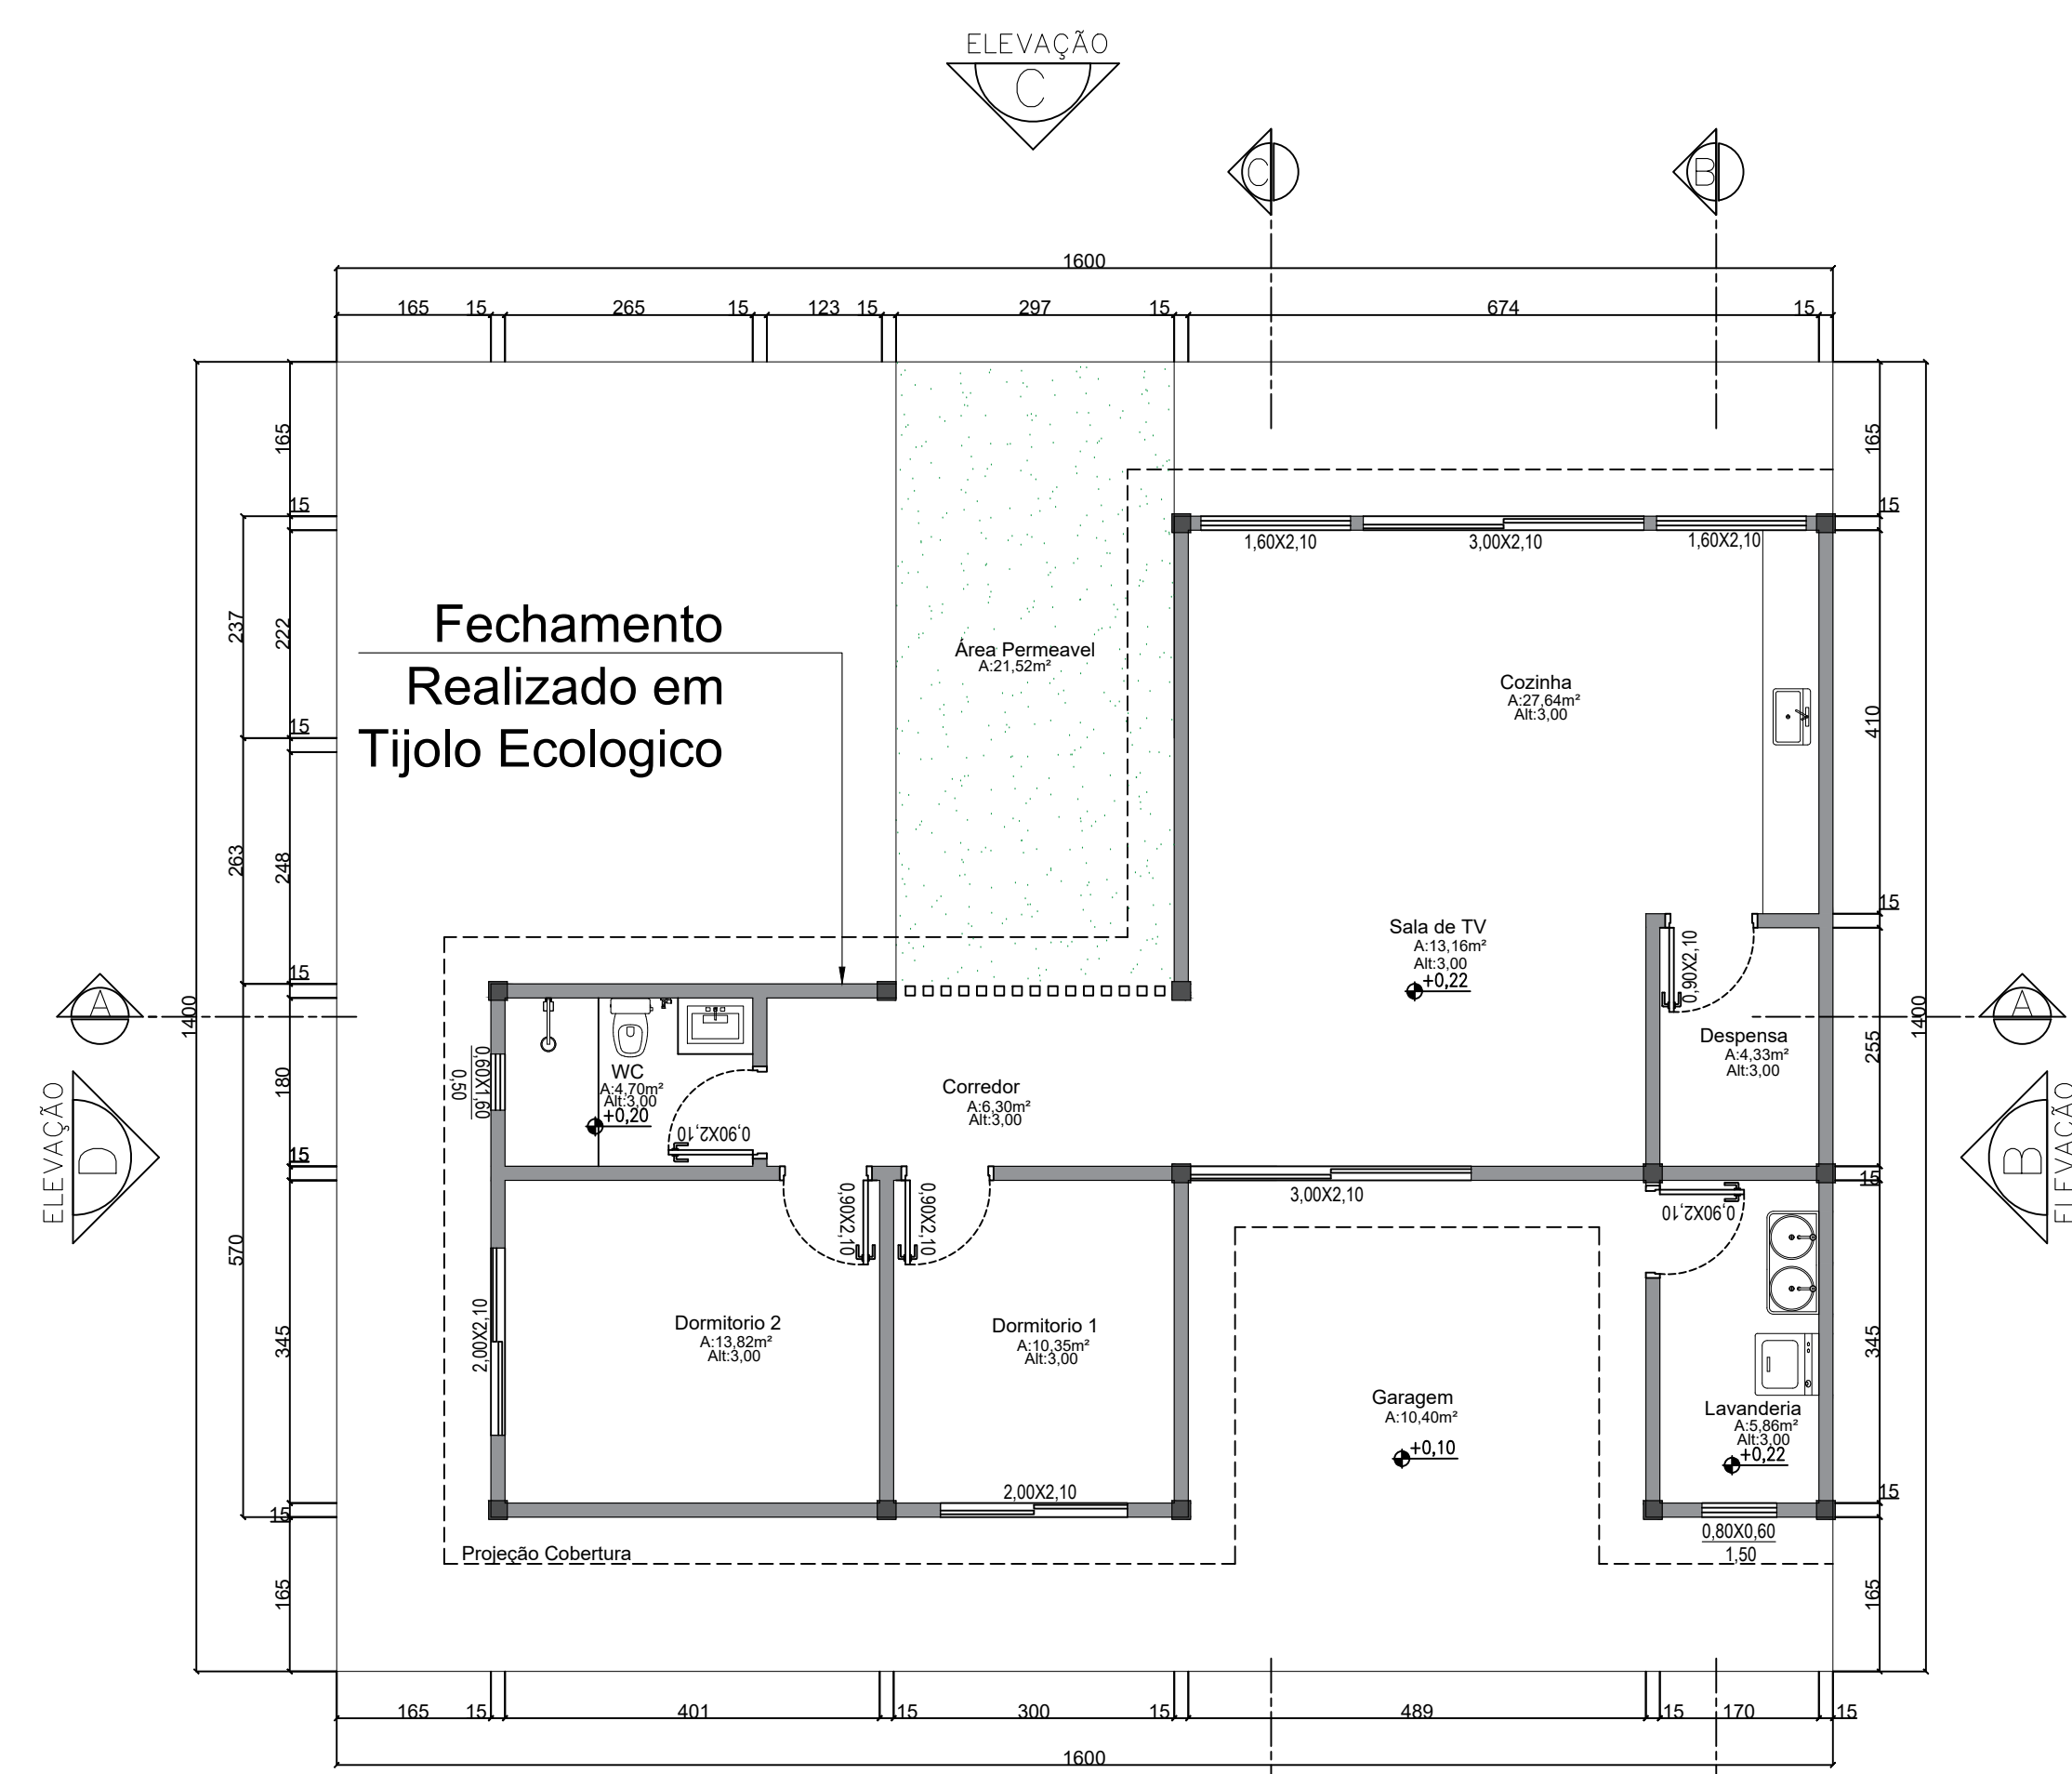 ELEVAÇÃO
C
C
B
1600
165
15
265
15
123
15
297
15
674
15
165
165
15
15
1,60X2,10
3,00X2,10
1,60X2,10
Fechamento
Realizado em
Tijolo Ecologico
237
222
Área Permeavel
A:21,52m²
Cozinha
A:27,64m²
Alt:3,00
410
15
263
248
15
Sala de TV
A:13,16m²
Alt:3,00
+0,22
0,90X2,10
15
A
1400
1400
A
Despensa
A:4,33m²
Alt:3,00
255
180
0,60X1,60
0,50
WC
A:4,70m²
Alt:3,00
+0,20
0,90X2,10
Corredor
A:6,30m²
Alt:3,00
ELEVAÇÃO
D
B
ELEVAÇÃO
15
15
0,90X2,10
0,90X2,10
3,00X2,10
0,90X2,10
570
345
2,00X2,10
Dormitorio 2
A:13,82m²
Alt:3,00
Dormitorio 1
A:10,35m²
Alt:3,00
345
Garagem
A:10,40m²
+0,10
Lavanderia
A:5,86m²
Alt:3,00
+0,22
2,00X2,10
15
15
0,80X0,60
1,50
Projeção Cobertura
165
165
165
15
401
15
300
15
489
15
170
15
1600